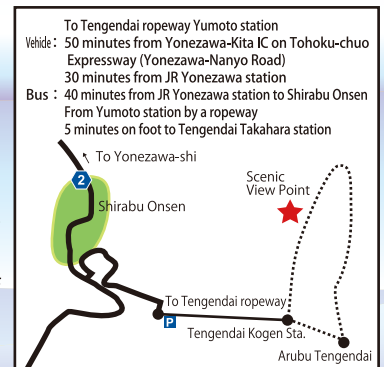 To Tengendai ropeway Yumoto station
Vehide : 50 minutes from Yonezawa-Kita IC on Tohoku-chuo
Expressway (Yonezawa-Nanyo Road)
30 minutes from JR Yonezawa station
Bus : 40 minutes from JR Yonezawa station to Shirabu Onsen
From Yumoto station by a ropeway
5 minutes on foot to Tengendai Takahara station
To Yonezawa-shi
2
Scenic
View Point
Shirabu Onsen
To Tengendai ropeway
P
Tengendai Kogen Sta.
Arubu Tengendai